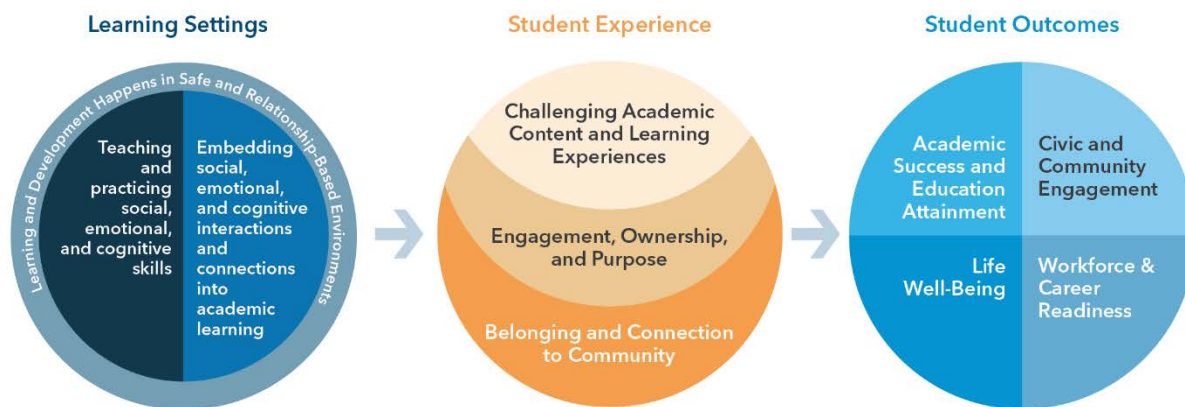 Learning Settings
Learning and Development Happens in Safe and Relationship-Based Environments
Teaching
and
practicing
social,
emotional,
and cognitive
skills
Embedding
social,
emotional,
and cognitive
interactions
and
connections
into
academic
learning
Student Experience
Challenging Academic
Content and Learning
Experiences
Engagement, Ownership,
and Purpose
Belonging and Connection
to Community
Student Outcomes
Academic
Success and
Education
Attainment
Civic and
Community
Engagement
Life
Well-Being
Workforce &
Career
Readiness